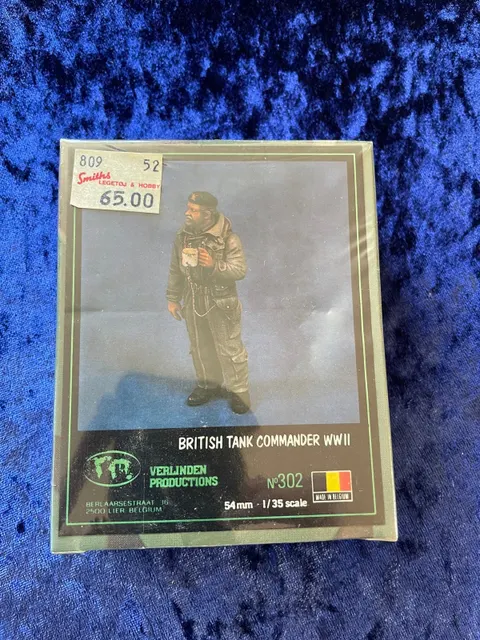 809 52
Smiths
LEGETØJ & HOBBY
65.00
BRITISH TANK COMMANDER WWII
VERLINDEN
PRODUCTIONS
BERLAARSESTRAAT 16
2500 LIER BELGIUM
No302
54mm · 1/35 scale
MADE IN BELGIUM